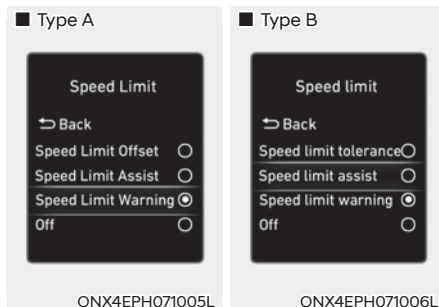 ■ Type A
Speed Limit
Back
Speed Limit Offset
Speed Limit Assist
Speed Limit Warning
Off
ONX4EPH071005L
■ Type B
Speed limit
Back
Speed limit tolerance
Speed limit assist
Speed limit warning
Off
ONX4EPH071006L